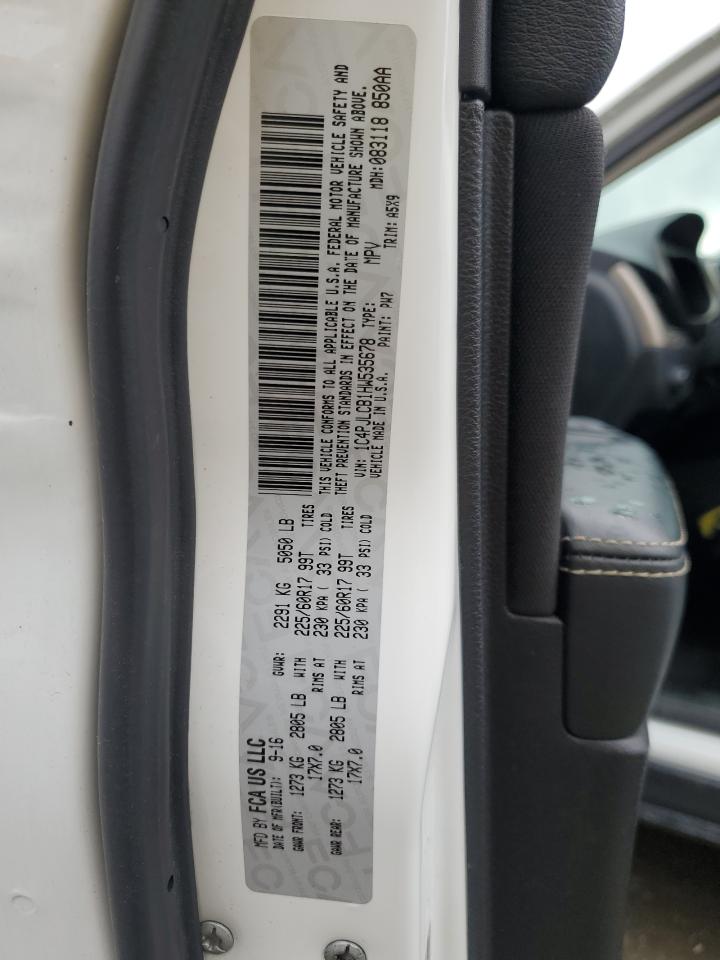 MFD BY FCA US LLC
DATE OF MFR(BUILT): 9-16 GVWR: 2291 KG 5050 LB
GAWR FRONT: 1273 KG 2805 LB WITH 225/60R17 99T TIRES
17X7.0 RIMS AT 230 KPA ( 33 PSI) COLD
GAWR REAR: 1273 KG 2805 LB WITH 225/60R17 99T TIRES
17X7.0 RIMS AT 230 KPA ( 33 PSI) COLD
THIS VEHICLE CONFORMS TO ALL APPLICABLE U.S.A. FEDERAL MOTOR VEHICLE SAFETY AND
THEFT PREVENTION STANDARDS IN EFFECT ON THE DATE OF MANUFACTURE SHOWN ABOVE.
VIN: 1C4PJLCB1HW535678 TYPE: MPV MDH: 083118 850AA
VEHICLE MADE IN U.S.A. PAINT: PW7 TRIM: A5X9